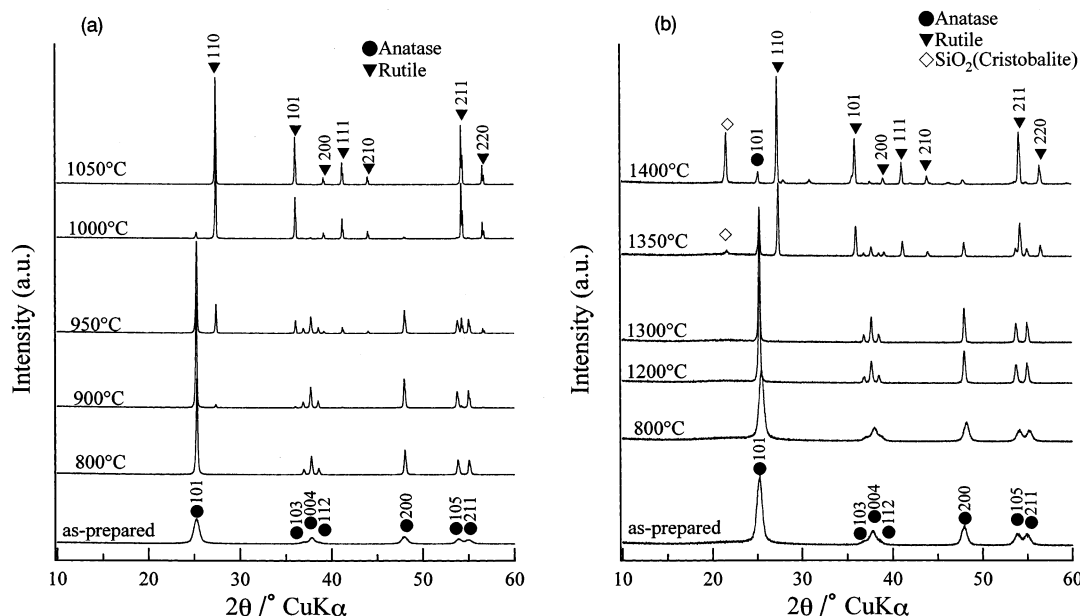 (a)
● Anatase
▼ Rutile
110
101
200
111
210
211
220
1050°C
1000°C
950°C
900°C
800°C
as-prepared
101
103
004
112
200
105
211
Intensity (a.u.)
10 20 30 40 50 60
2θ /° CuKα
(b)
● Anatase
▼ Rutile
◇ SiO₂(Cristobalite)
101
110
101
200
111
210
211
220
1400°C
1350°C
1300°C
1200°C
800°C
as-prepared
101
103
004
112
200
105
211
Intensity (a.u.)
10 20 30 40 50 60
2θ /° CuKα